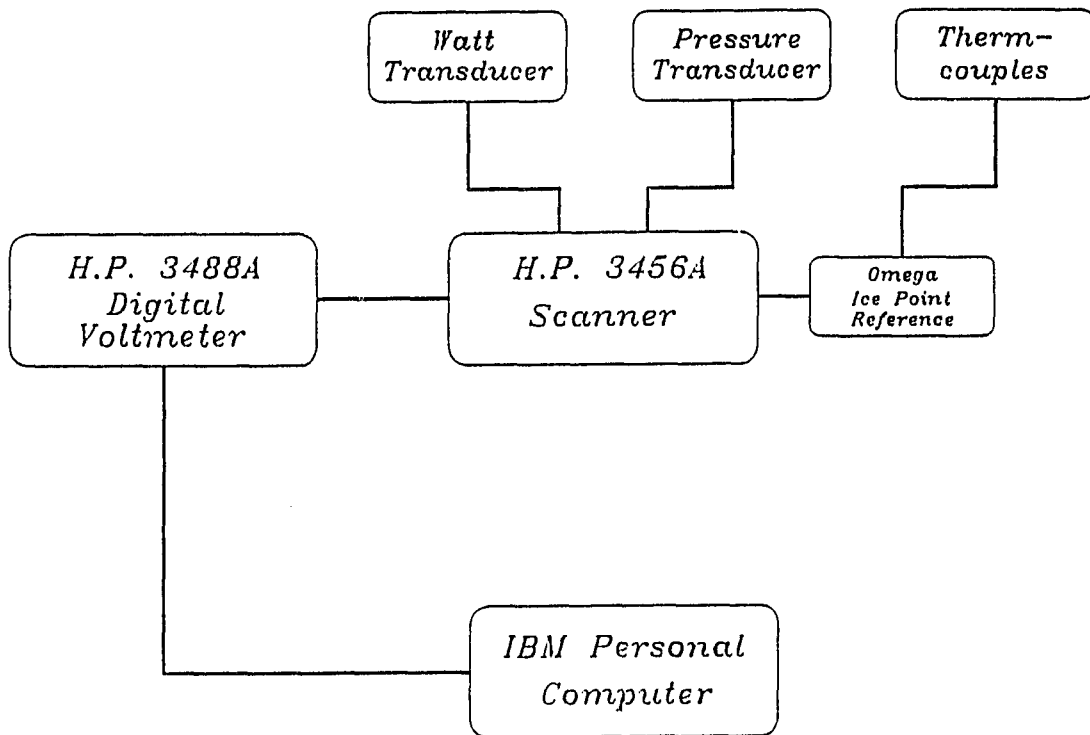 Watt
Transducer
Pressure
Transducer
Therm-
couples
H.P. 3488A
Digital
Voltmeter
H.P. 3456A
Scanner
Omega
Ice Point
Reference
IBM Personal
Computer